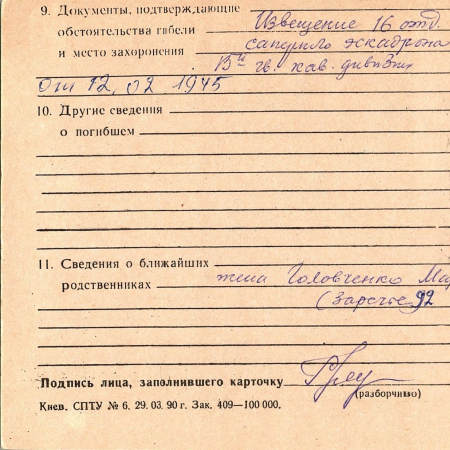 9. Документы, подтверждающие
обстоятельства гибели
и место захоронения
Извещение 16 отд.
саперного эскадрона
13й гв. кав. дивизии
от 12.02 1945
10. Другие сведения
о погибшем
11. Сведения о ближайших
родственниках
жена Головченко Ма
(Заречье, 92
Подпись лица, заполнившего карточку
(разборчиво)
Киев. СПТУ № 6. 29. 03. 90 г. Зак. 409—100 000.